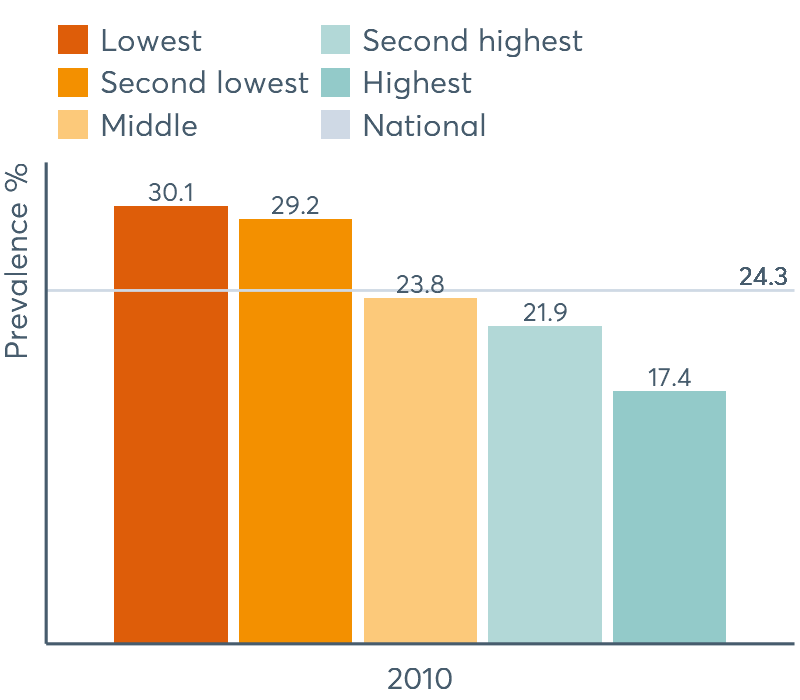 Lowest
Second lowest
Middle
Second highest
Highest
National
Prevalence %
30.1
29.2
23.8
21.9
17.4
24.3
2010